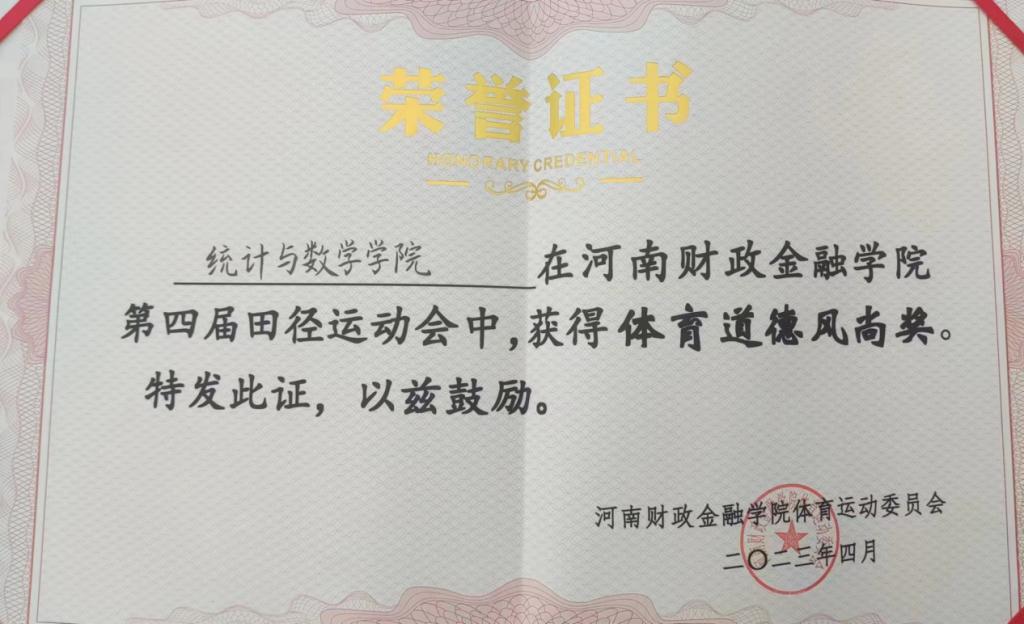 荣誉证书
HONORARY CREDENTIAL
统计与数学学院 在河南财政金融学院
第四届田径运动会中,获得体育道德风尚奖。
特发此证，以兹鼓励。
河南财政金融学院体育运动委员会
二〇二三年四月